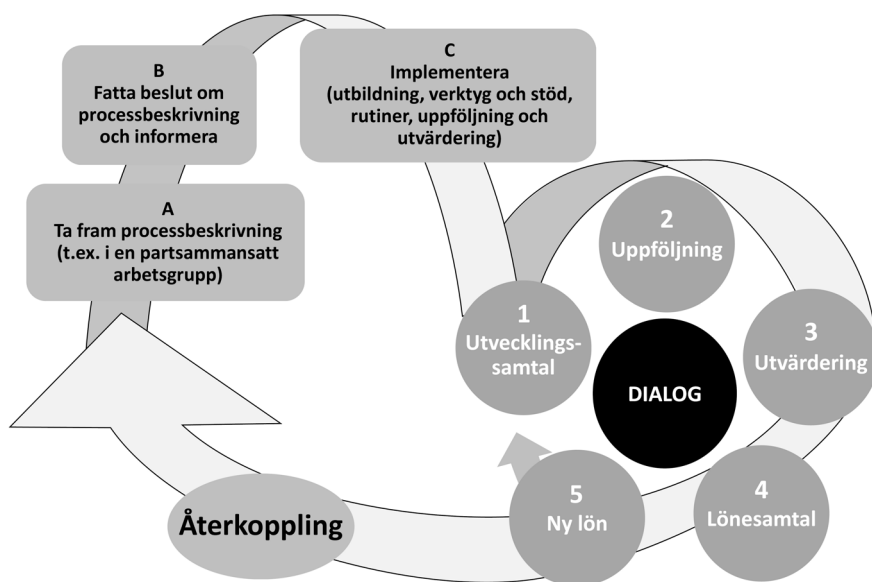 A
Ta fram processbeskrivning
(t.ex. i en partsammansatt
arbetsgrupp)
B
Fatta beslut om
processbeskrivning
och informera
C
Implementera
(utbildning, verktyg och stöd,
rutiner, uppföljning och
utvärdering)
1
Utvecklings-
samtal
2
Uppföljning
3
Utvärdering
4
Lönesamtal
5
Ny lön
DIALOG
Återkoppling